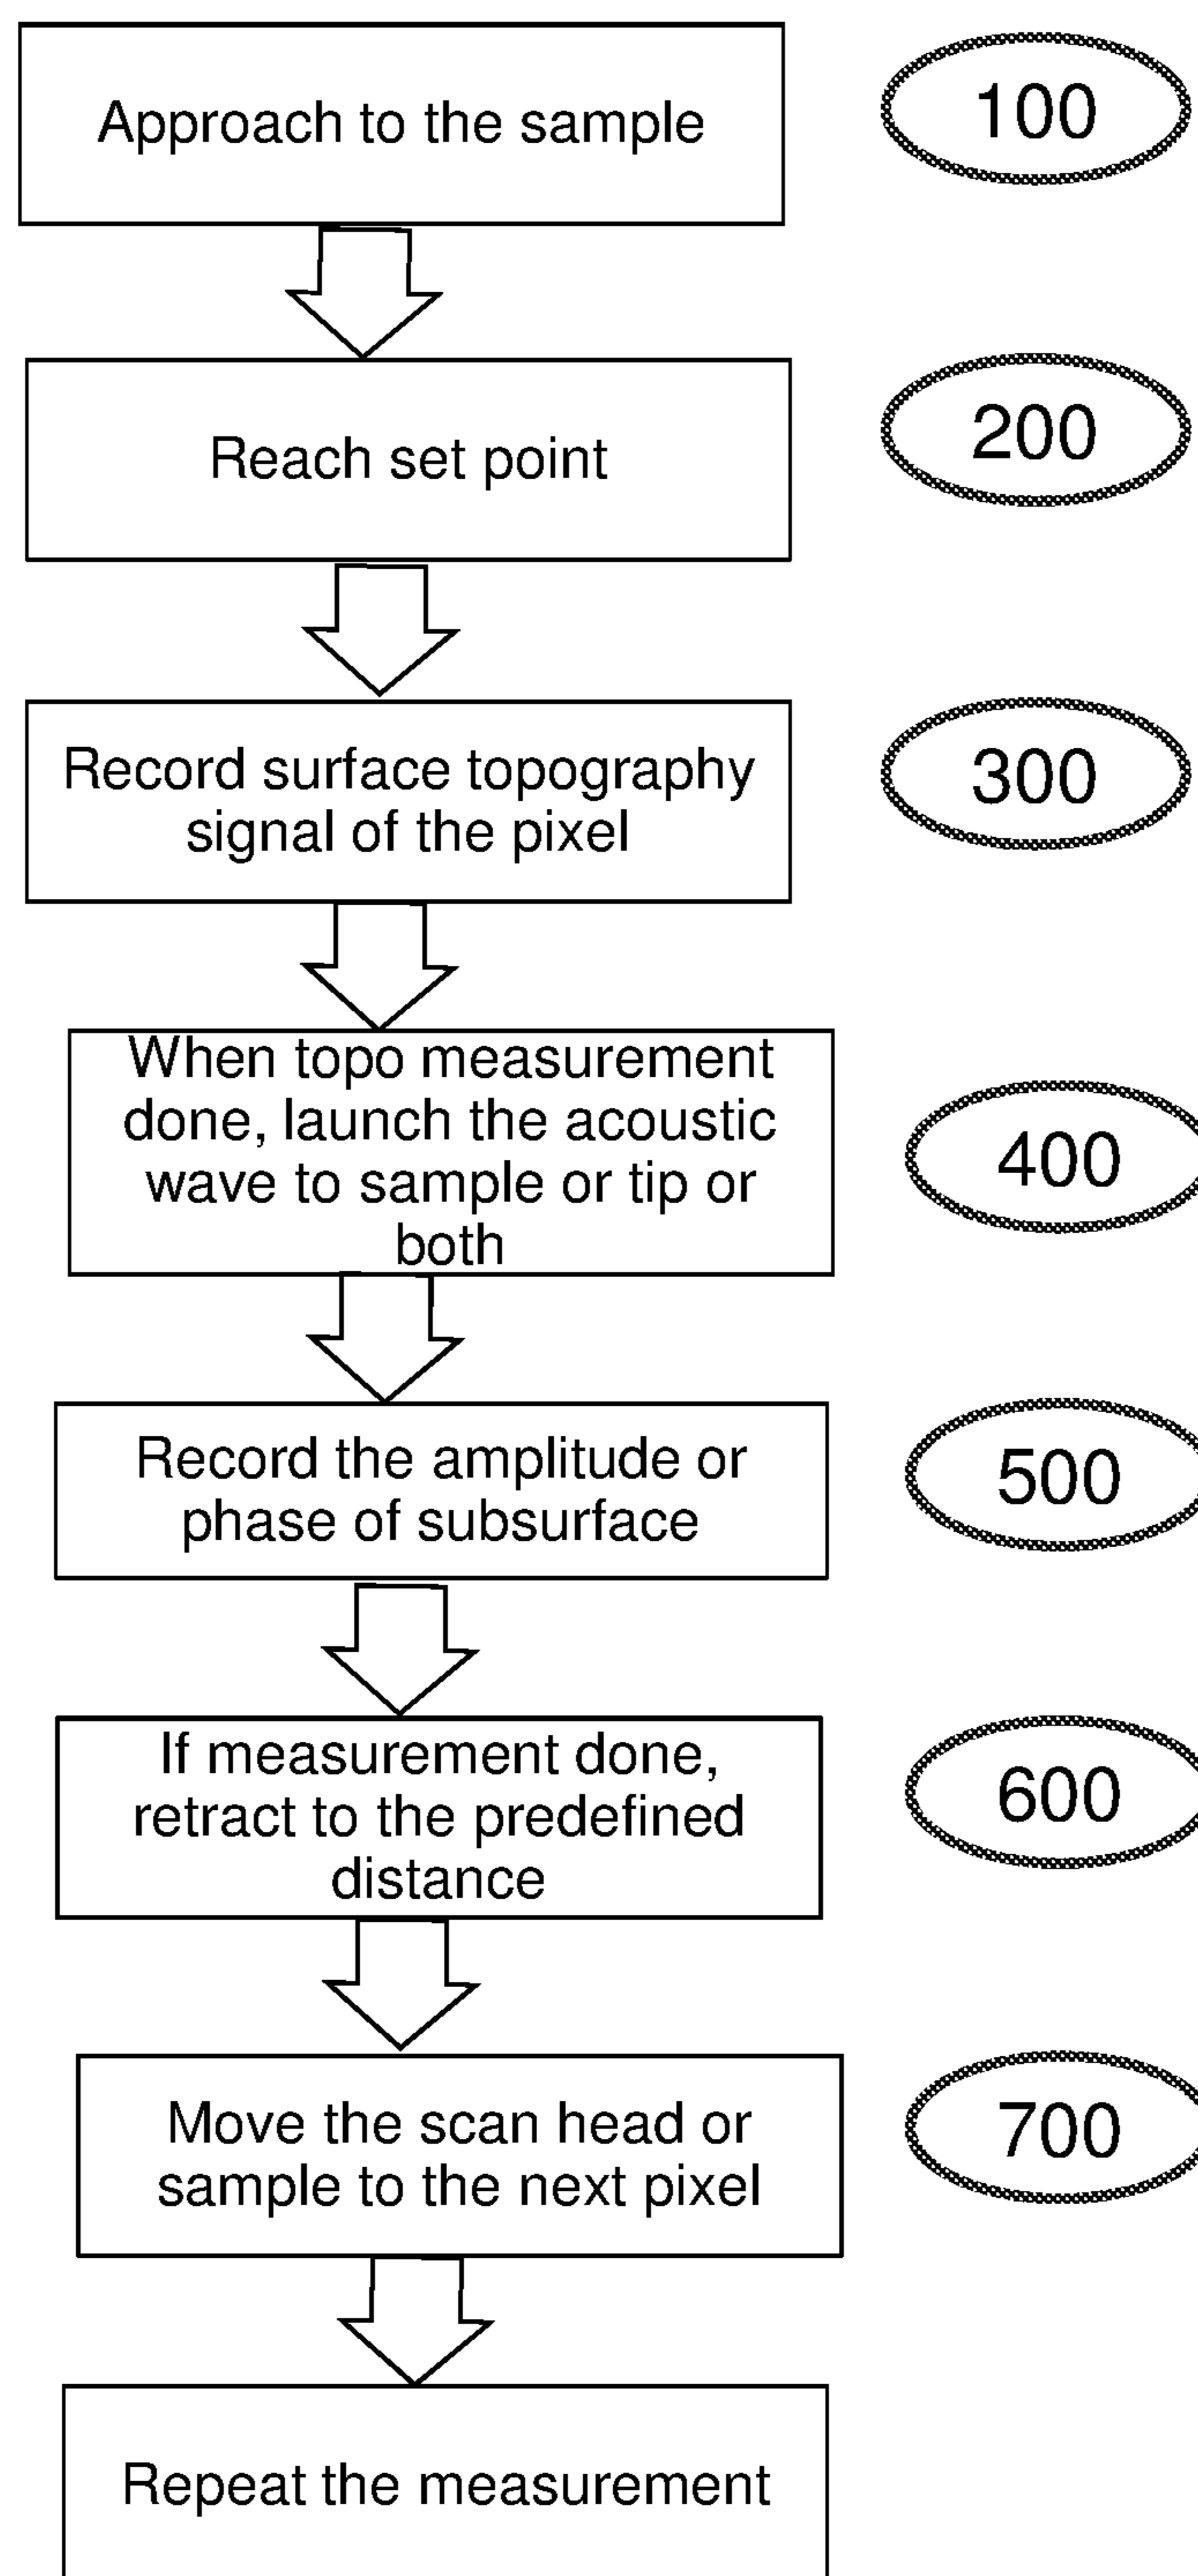 Approach to the sample
100
Reach set point
200
Record surface topography
signal of the pixel
300
When topo measurement
done, launch the acoustic
wave to sample or tip or
both
400
Record the amplitude or
phase of subsurface
500
If measurement done,
retract to the predefined
distance
600
Move the scan head or
sample to the next pixel
700
Repeat the measurement